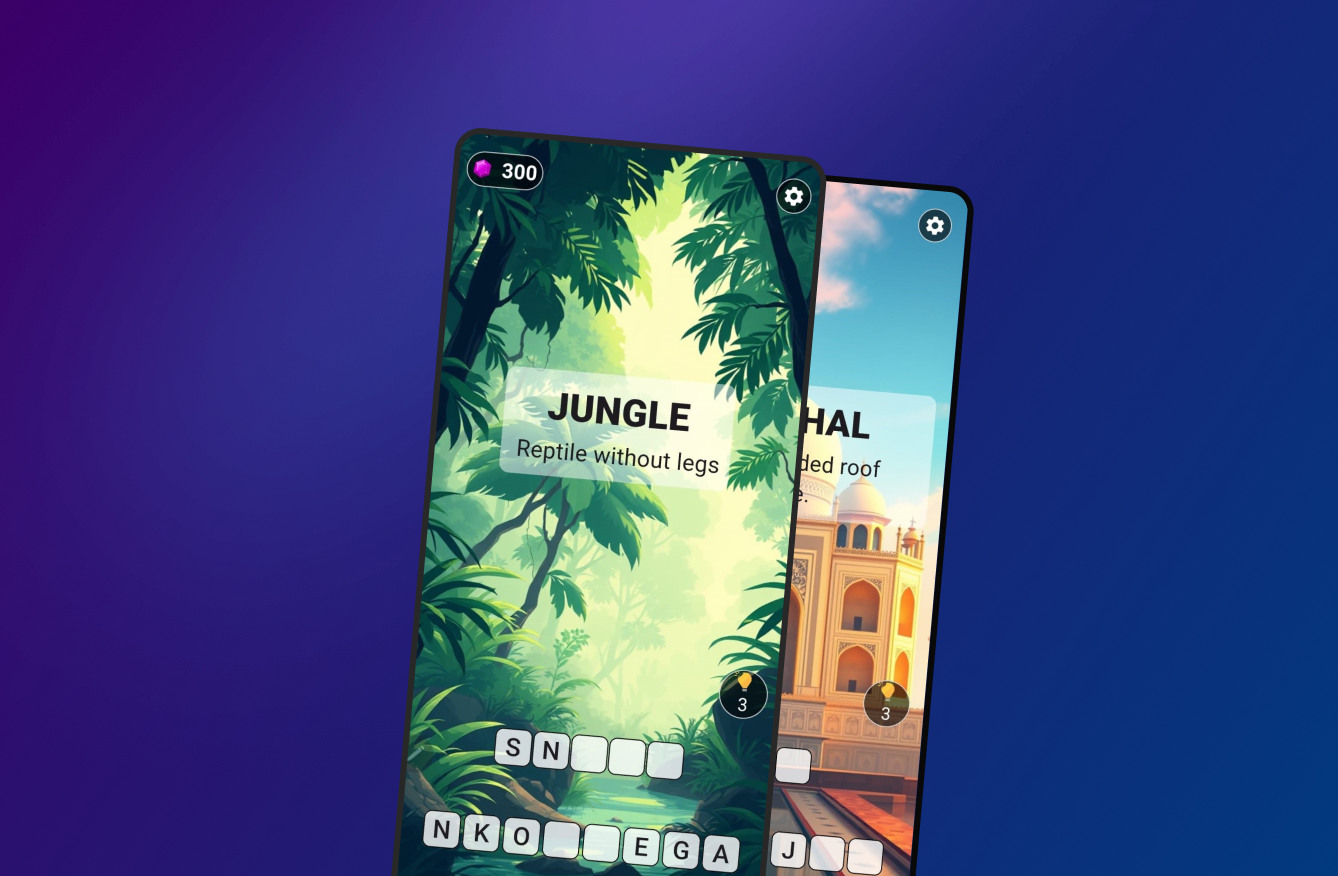 300
JUNGLE
Reptile without legs
3
S N
N K O E G A
HAL
ded roof
e.
3
J